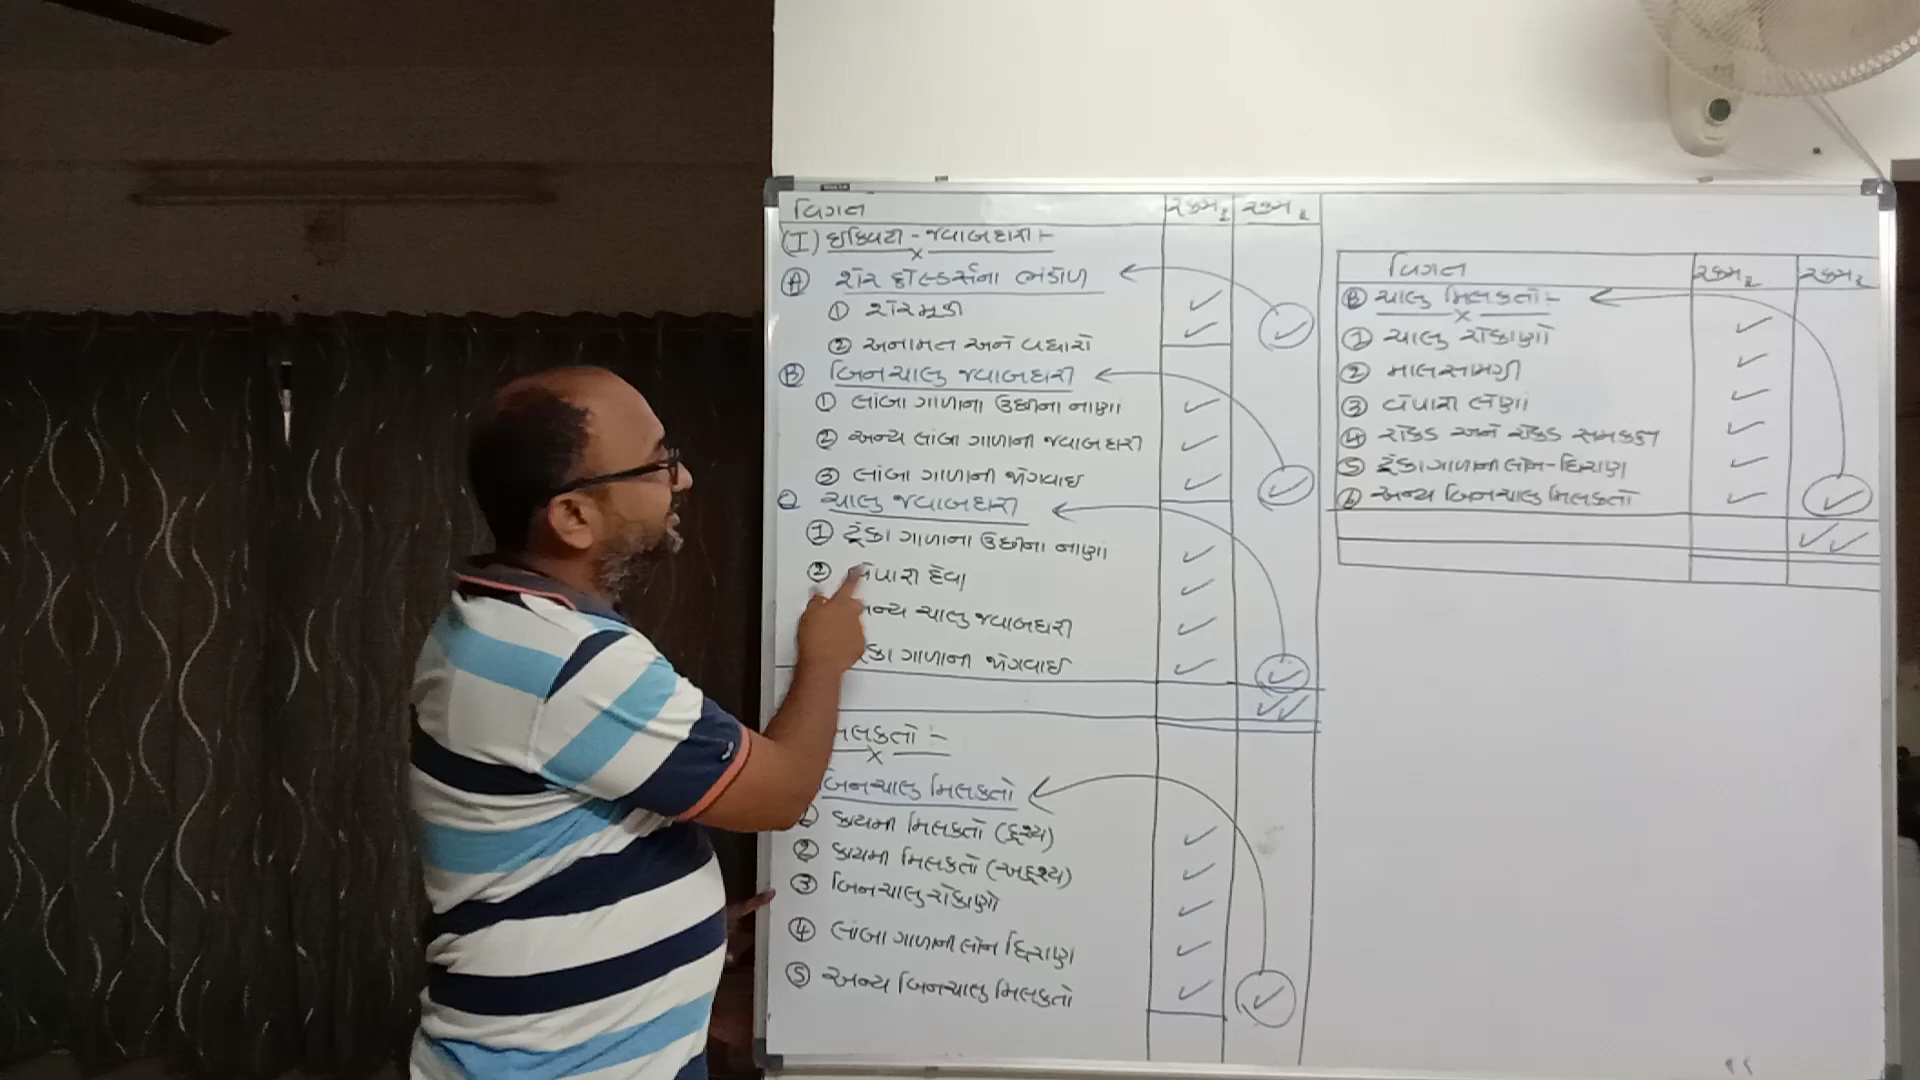 વિગત રકમ ₹ રકમ ₹
(I) ઇક્વિટી - જવાબદારી :-
Ⓐ શેર હોલ્ડર્સના ભંડોળ
① શેરમૂડી
② અનામત અને વધારો
Ⓑ બિનચાલુ જવાબદારી
① લાંબા ગાળાના ઉછીના નાણાં
② અન્ય લાંબા ગાળાની જવાબદારી
③ લાંબા ગાળાની જોગવાઈ
Ⓒ ચાલુ જવાબદારી
① ટૂંકા ગાળાના ઉછીના નાણાં
② વેપારી દેવા
અન્ય ચાલુ જવાબદારી
ટૂંકા ગાળાની જોગવાઈ
મિલકતો :-
બિનચાલુ મિલકતો
① કાયમી મિલકતો (દૃશ્ય)
② કાયમી મિલકતો (અદૃશ્ય)
③ બિનચાલુ રોકાણો
④ લાંબા ગાળાની લોન ધિરાણ
⑤ અન્ય બિનચાલુ મિલકતો
વિગત રકમ ₹ રકમ ₹
Ⓑ ચાલુ મિલકતો :-
① ચાલુ રોકાણો
② માલસામગ્રી
③ વેપારી લેણાં
④ રોકડ અને રોકડ સમકક્ષ
⑤ ટૂંકાગાળાની લોન-ધિરાણ
⑥ અન્ય બિનચાલુ મિલકતો